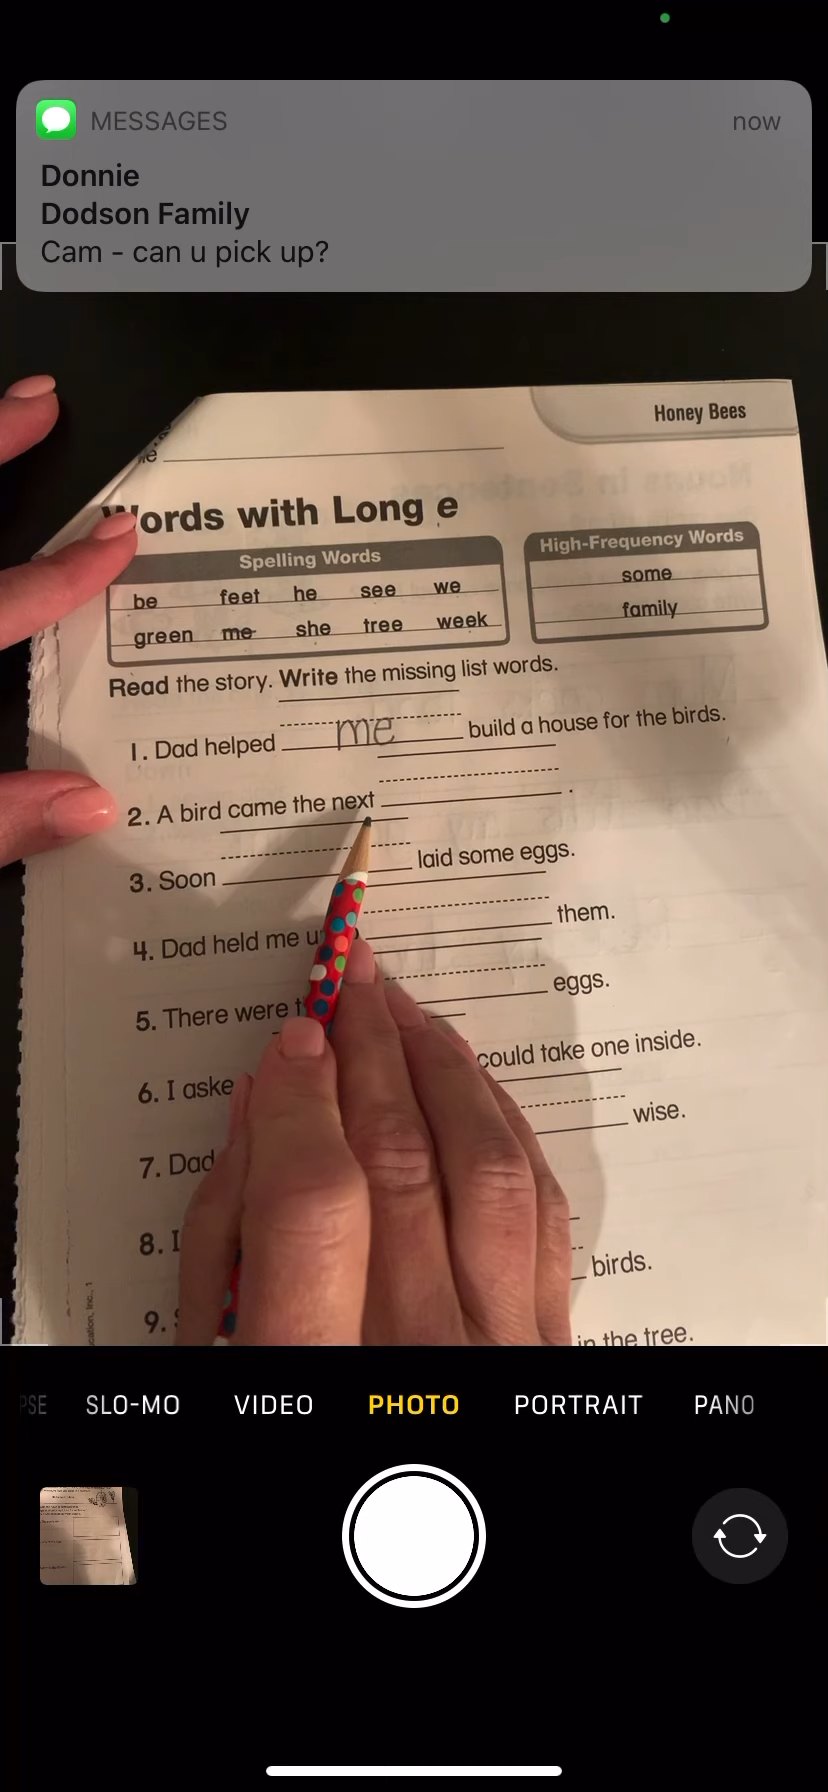 MESSAGES now
Donnie
Dodson Family
Cam - can u pick up?
Honey Bees
Words with Long e
Spelling Words
be feet he see we
green me she tree week
High-Frequency Words
some
family
Read the story. Write the missing list words.
1. Dad helped me build a house for the birds.
2. A bird came the next .
3. Soon laid some eggs.
4. Dad held me them.
5. There were eggs.
6. I could take one inside.
7. Dad wise.
8. I birds.
9. in the tree.
SLO-MO VIDEO PHOTO PORTRAIT PANO